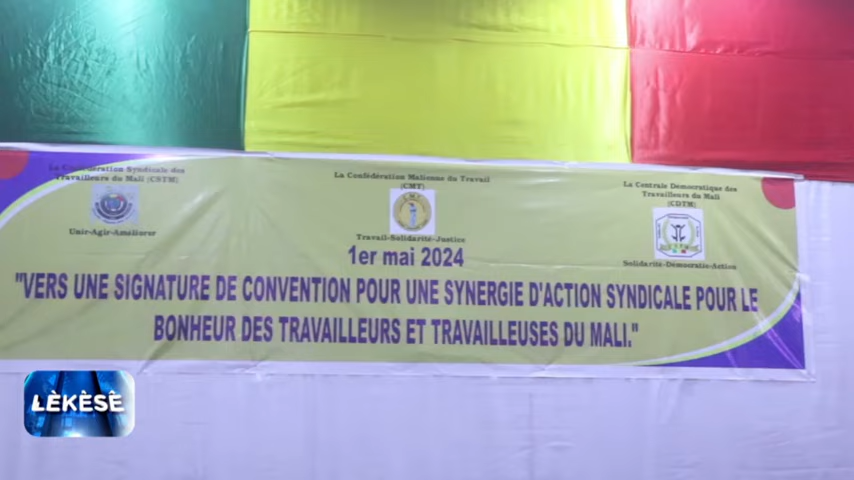 La Confédération Syndicale des
Travailleurs du Mali (CSTM)
Unir-Agir-Améliorer
La Confédération Malienne du Travail
(CMT)
Travail-Solidarité-Justice
La Centrale Démocratique des
Travailleurs du Mali
(CDTM)
Solidarité-Démocratie-Action
1er mai 2024
"VERS UNE SIGNATURE DE CONVENTION POUR UNE SYNERGIE D'ACTION SYNDICALE POUR LE
BONHEUR DES TRAVAILLEURS ET TRAVAILLEUSES DU MALI."
LÈKÈSÈ